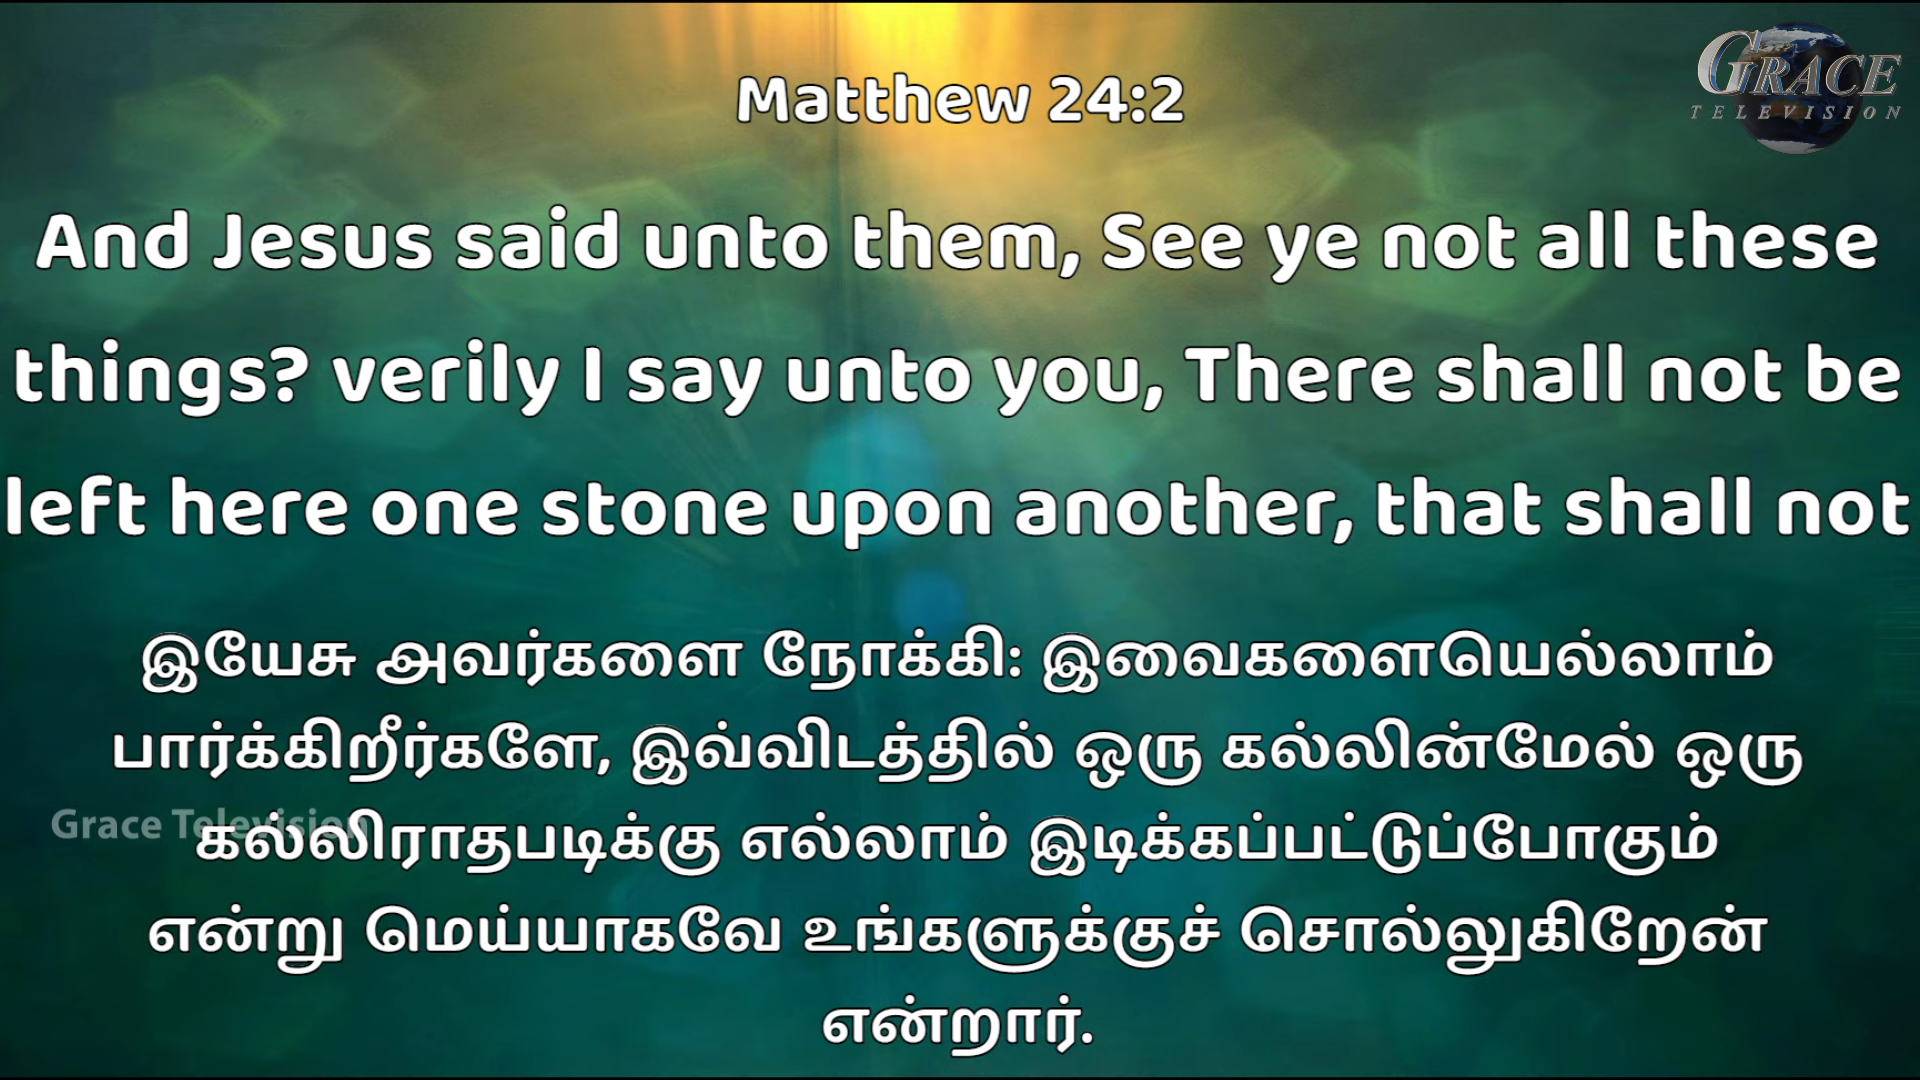 GRACE
TELEVISION
Matthew 24:2
And Jesus said unto them, See ye not all these
things? verily I say unto you, There shall not be
left here one stone upon another, that shall not
இயேசு அவர்களை நோக்கி: இவைகளையெல்லாம்
பார்க்கிறீர்களே, இவ்விடத்தில் ஒரு கல்லின்மேல் ஒரு
Grace Television
கல்லிராதபடிக்கு எல்லாம் இடிக்கப்பட்டுப்போகும்
என்று மெய்யாகவே உங்களுக்குச் சொல்லுகிறேன்
என்றார்.